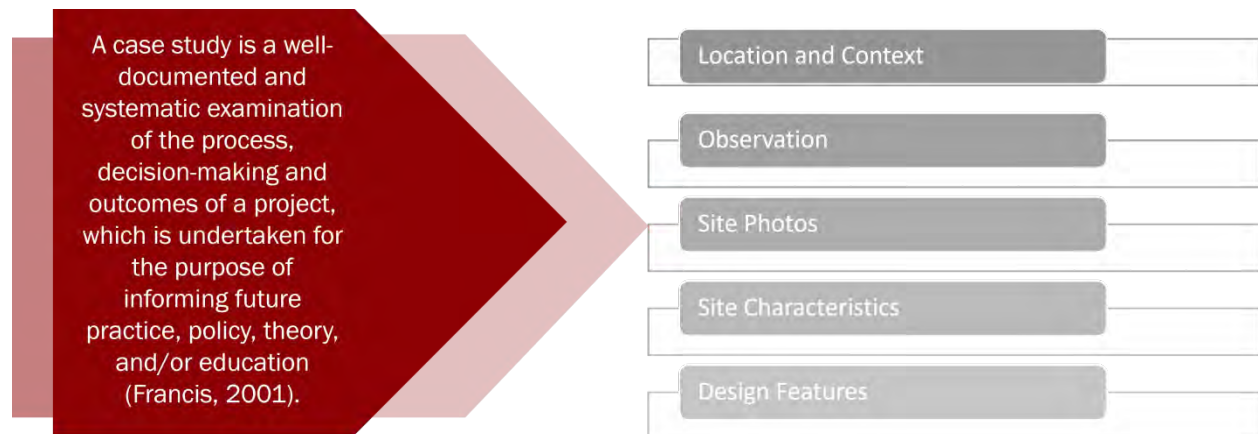 A case study is a well-
documented and
systematic examination
of the process,
decision-making and
outcomes of a project,
which is undertaken for
the purpose of
informing future
practice, policy, theory,
and/or education
(Francis, 2001).
Location and Context
Observation
Site Photos
Site Characteristics
Design Features